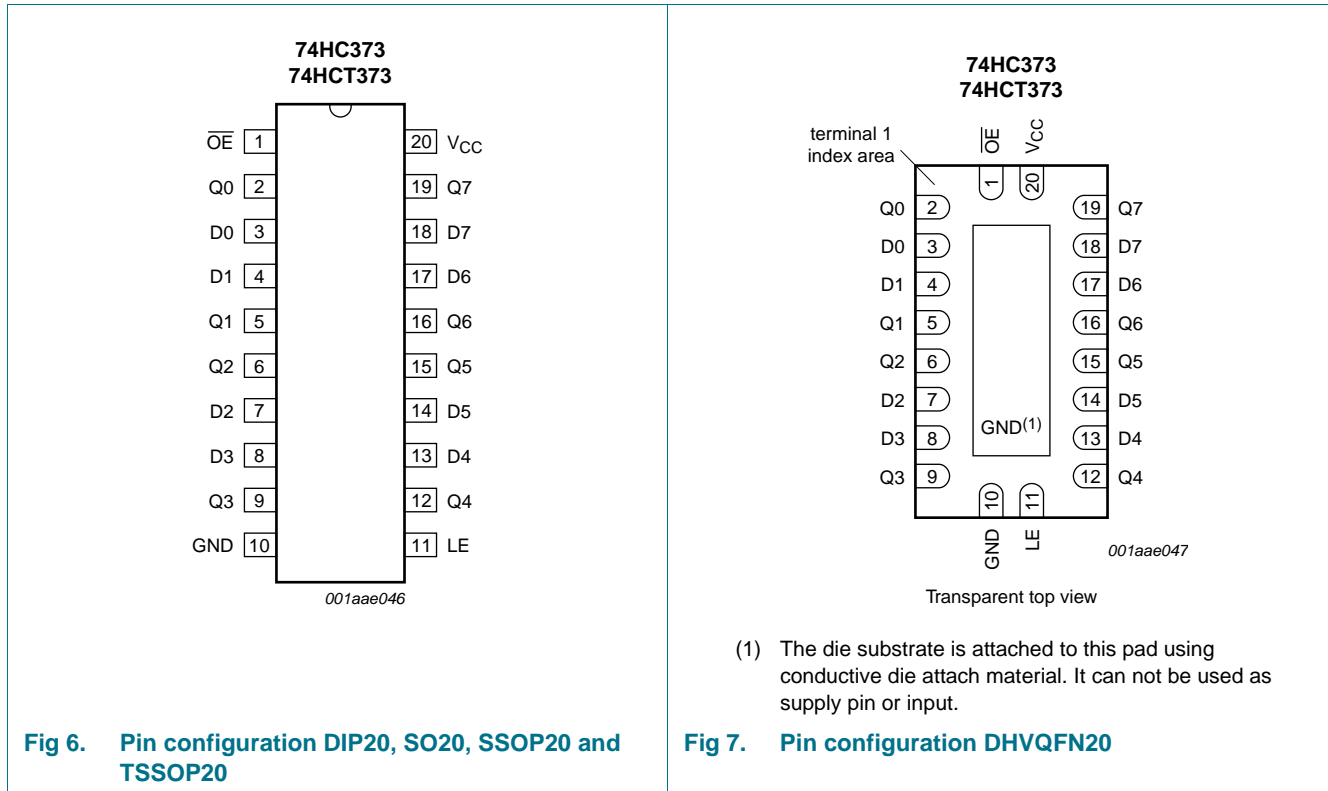 74HC373
74HCT373
OE 1
Q0 2
D0 3
D1 4
Q1 5
Q2 6
D2 7
D3 8
Q3 9
GND 10
20 VCC
19 Q7
18 D7
17 D6
16 Q6
15 Q5
14 D5
13 D4
12 Q4
11 LE
001aae046
Fig 6. Pin configuration DIP20, SO20, SSOP20 and
TSSOP20
74HC373
74HCT373
terminal 1
index area
OE
VCC
1
20
Q0 2
D0 3
D1 4
Q1 5
Q2 6
D2 7
D3 8
Q3 9
19 Q7
18 D7
17 D6
16 Q6
15 Q5
14 D5
13 D4
12 Q4
GND(1)
10
11
GND
LE
001aae047
Transparent top view
(1) The die substrate is attached to this pad using
conductive die attach material. It can not be used as
supply pin or input.
Fig 7. Pin configuration DHVQFN20